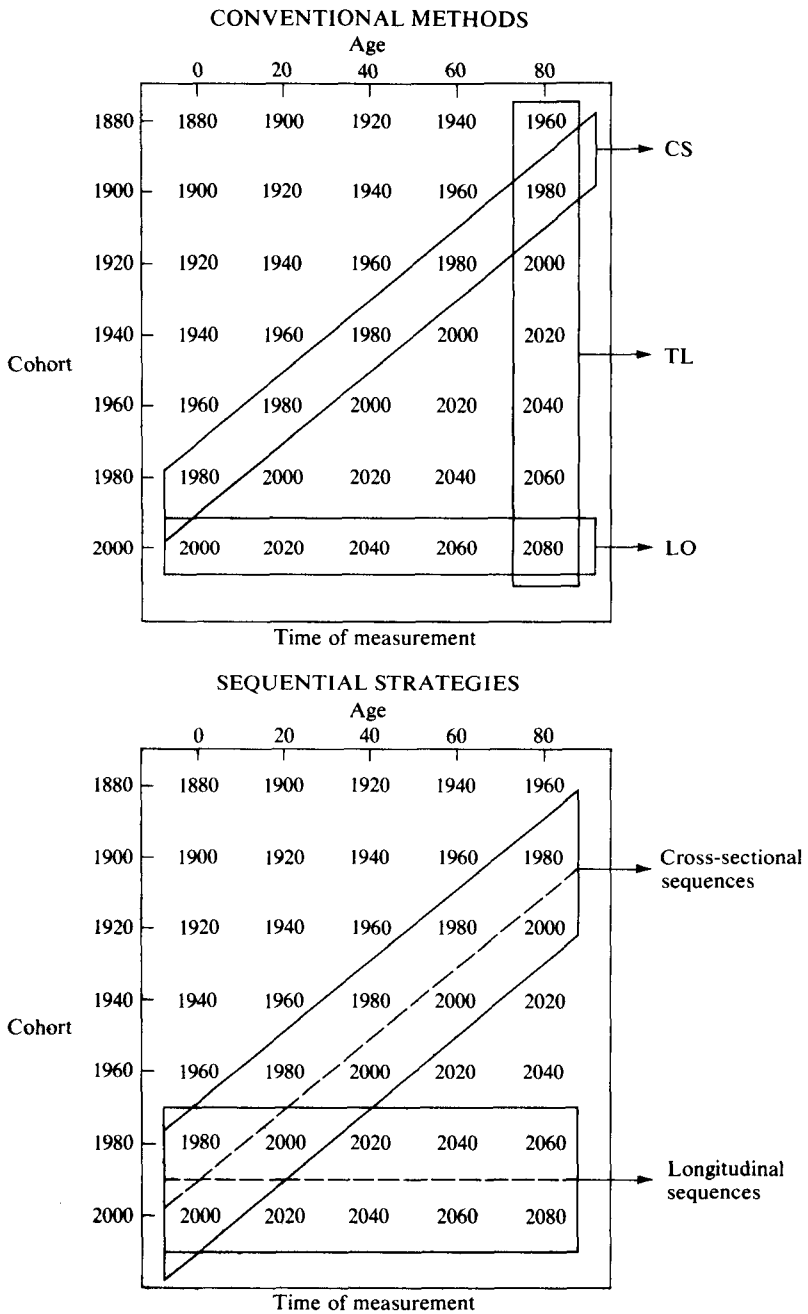 CONVENTIONAL METHODS
Age
0 20 40 60 80
1880 1880 1900 1920 1940 1960
CS
1900 1900 1920 1940 1960 1980
1920 1920 1940 1960 1980 2000
1940 1940 1960 1980 2000 2020
TL
Cohort
1960 1960 1980 2000 2020 2040
1980 1980 2000 2020 2040 2060
2000 2000 2020 2040 2060 2080
LO
Time of measurement
SEQUENTIAL STRATEGIES
Age
0 20 40 60 80
1880 1880 1900 1920 1940 1960
1900 1900 1920 1940 1960 1980
Cross-sectional
sequences
1920 1920 1940 1960 1980 2000
1940 1940 1960 1980 2000 2020
Cohort
1960 1960 1980 2000 2020 2040
1980 1980 2000 2020 2040 2060
Longitudinal
sequences
2000 2000 2020 2040 2060 2080
Time of measurement